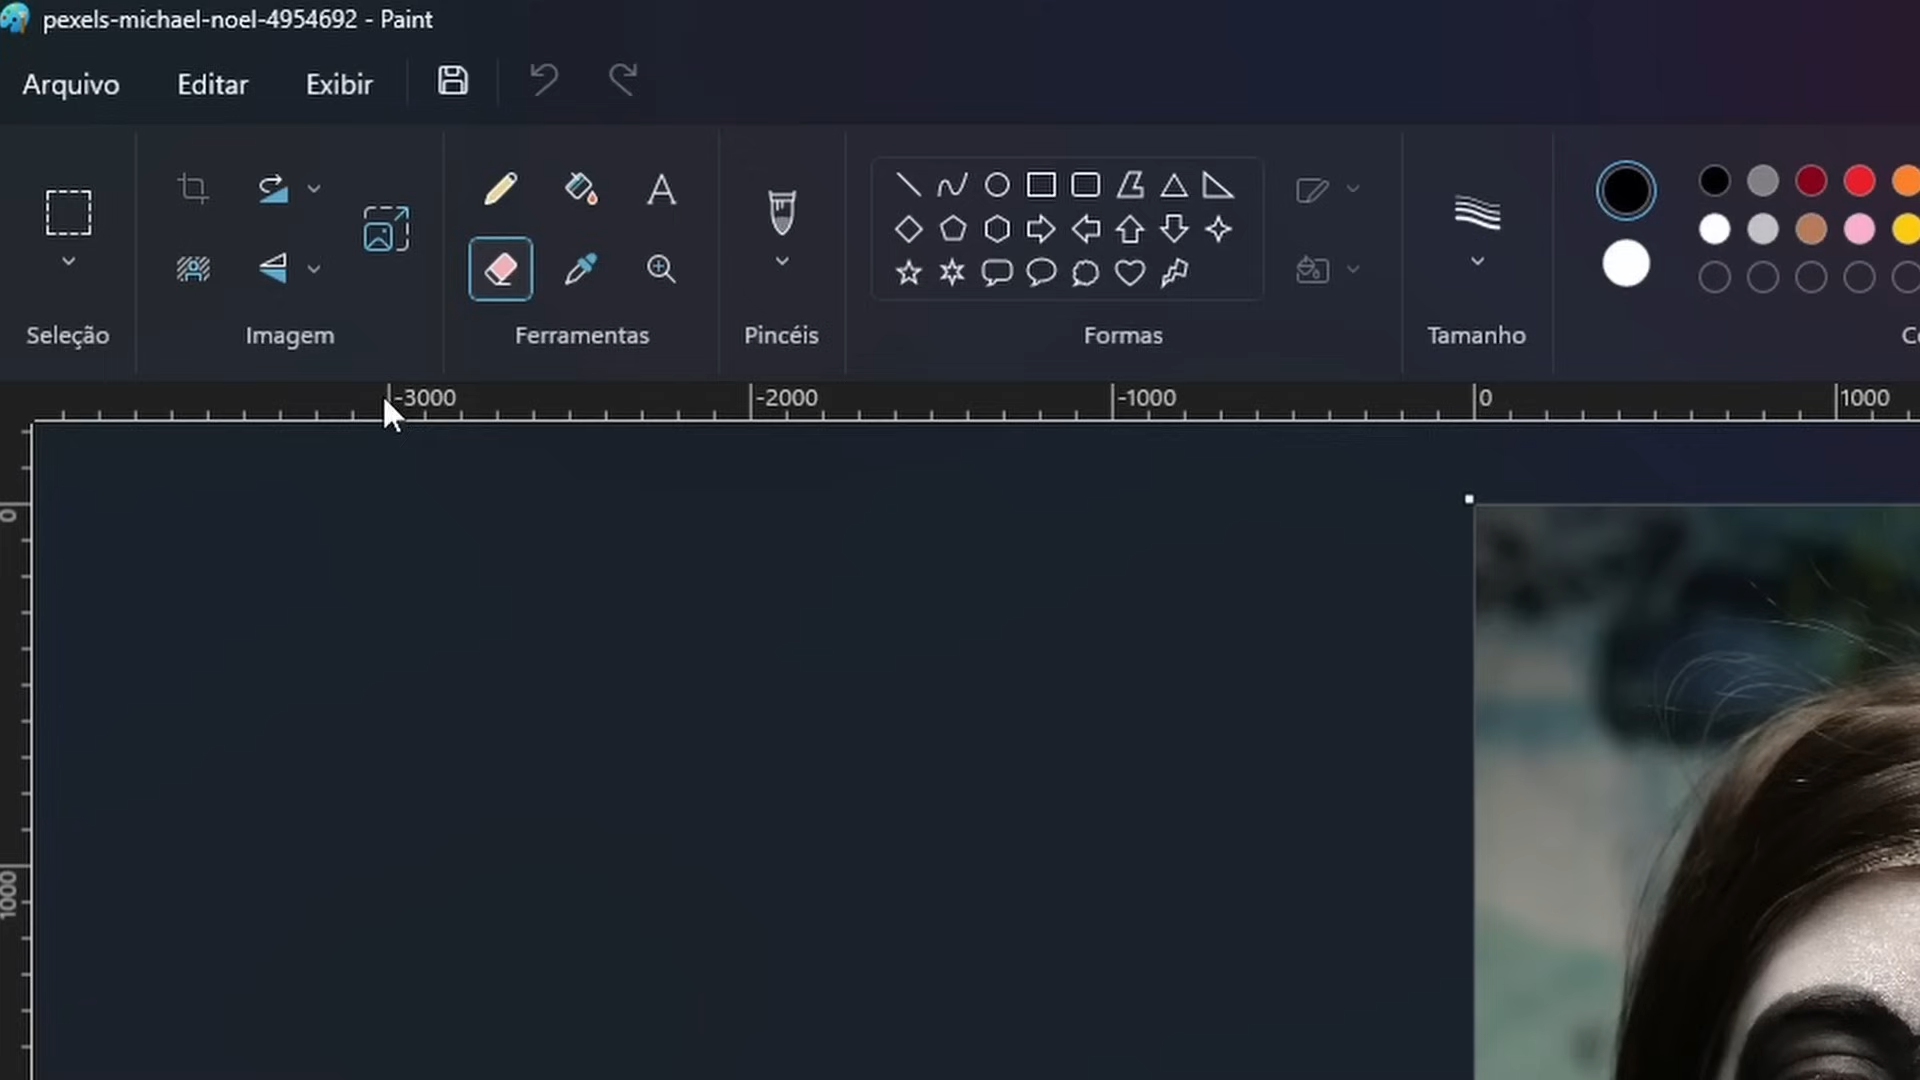 pexels-michael-noel-4954692 - Paint
Arquivo Editar Exibir
Seleção Imagem Ferramentas Pincéis Formas Tamanho
-3000 -2000 -1000 0 1000
0
1000